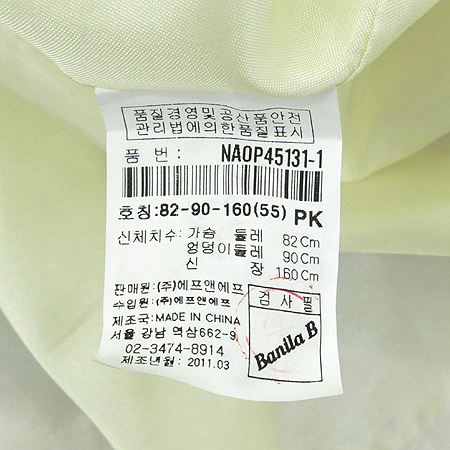 품질경영및공산품안전
관리법에의한품질표시
품 번 : NAOP45131-1
호칭:82-90-160(55) PK
신체치수: 가슴 둘레 82Cm
엉덩이둘레 90Cm
신 장 160Cm
판매원: (주)에프앤에프
수입원: (주)에프앤에프
제조국: MADE IN CHINA
서울 강남 역삼662-9
02-3474-8914
제조년월: 2011.03
검 사 필
Banila B